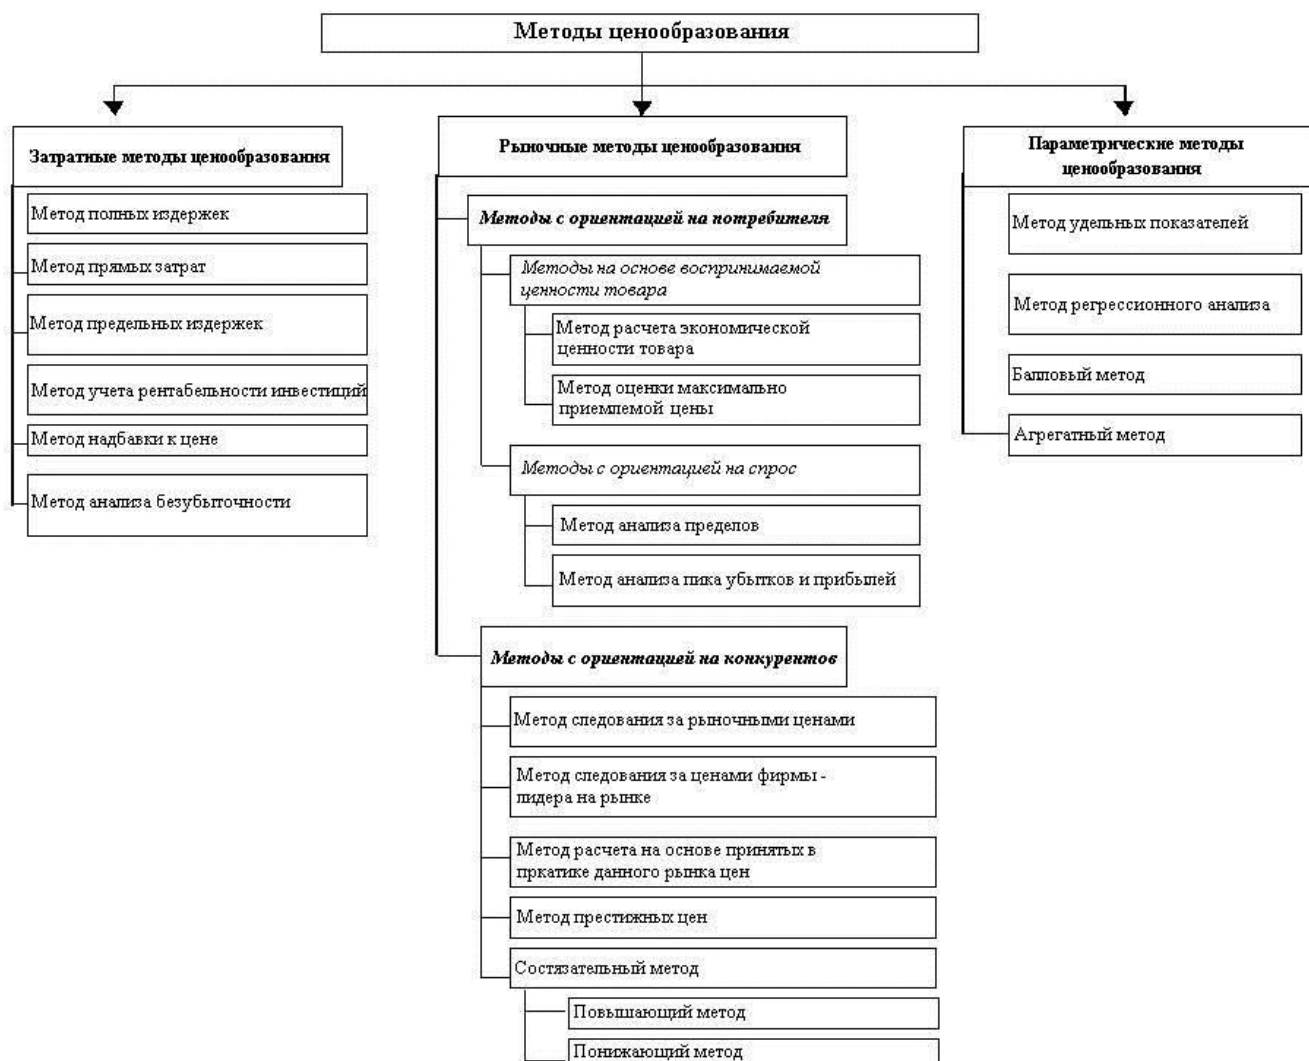 Методы ценообразования
Затратные методы ценообразования
Метод полных издержек
Метод прямых затрат
Метод предельных издержек
Метод учета рентабельности инвестиций
Метод надбавки к цене
Метод анализа безубыточности
Рыночные методы ценообразования
Методы с ориентацией на потребителя
Методы на основе воспринимаемой
ценности товара
Метод расчета экономической
ценности товара
Метод оценки максимально
приемлемой цены
Методы с ориентацией на спрос
Метод анализа пределов
Метод анализа пика убытков и прибылей
Методы с ориентацией на конкурентов
Метод следования за рыночными ценами
Метод следования за ценами фирмы -
лидера на рынке
Метод расчета на основе принятых в
пркатике данного рынка цен
Метод престижных цен
Состязательный метод
Повышающий метод
Понижающий метод
Параметрические методы
ценообразования
Метод удельных показателей
Метод регрессионного анализа
Балловый метод
Агрегатный метод